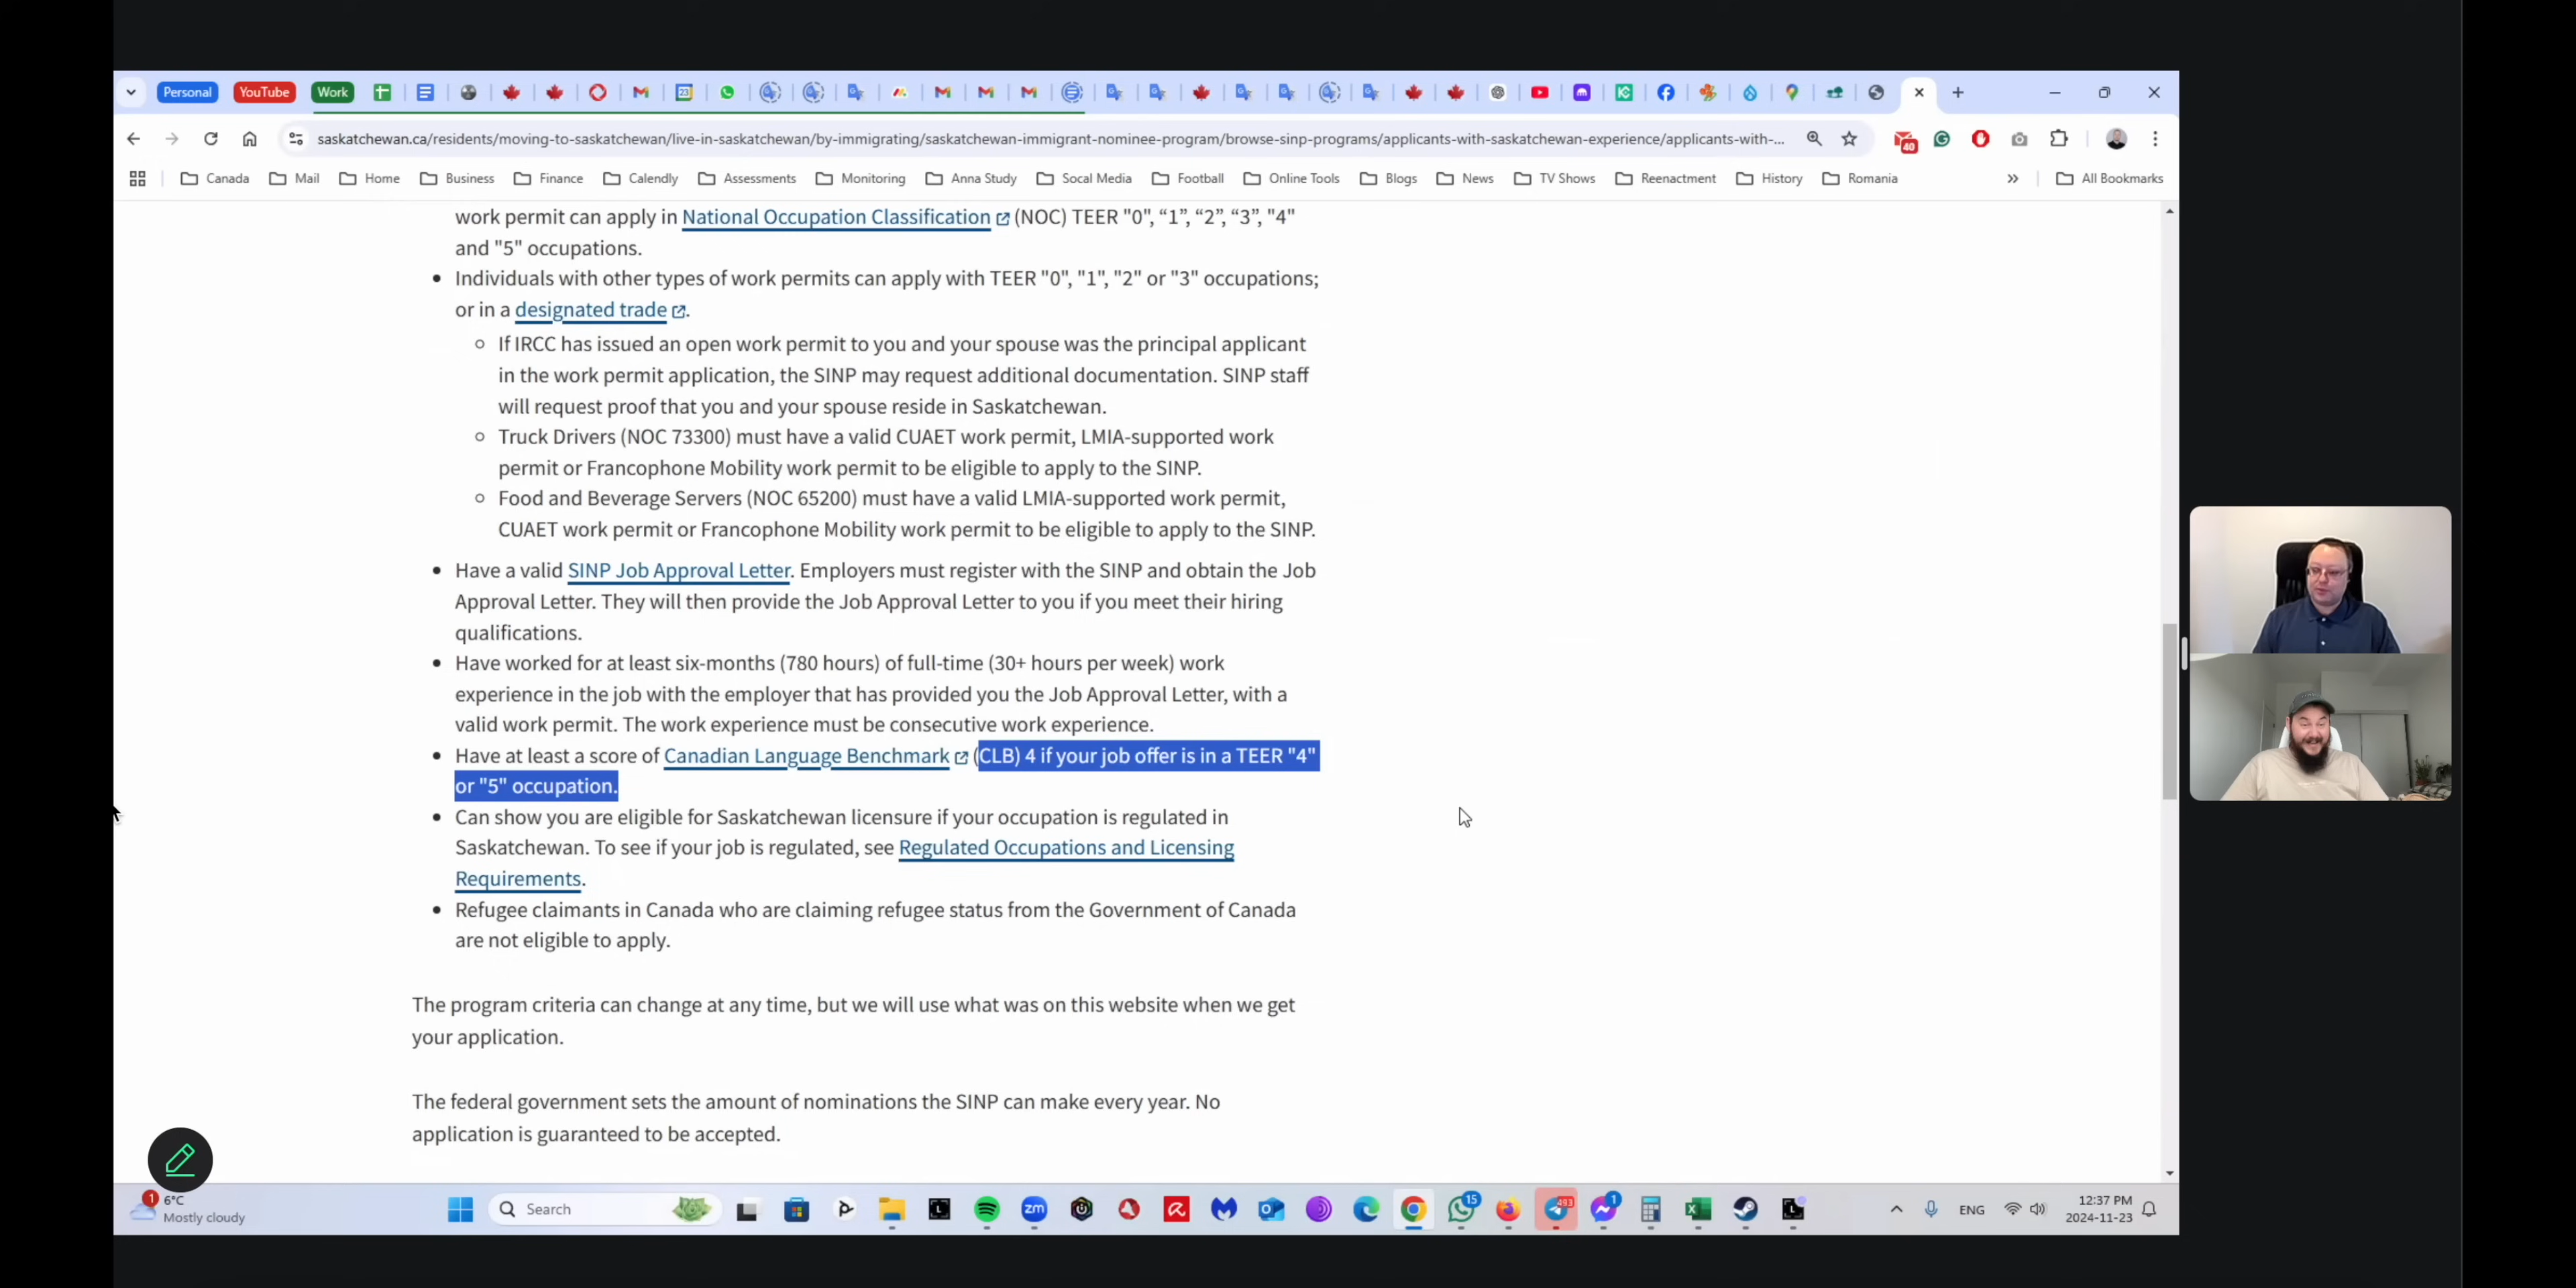 Personal YouTube Work
saskatchewan.ca/residents/moving-to-saskatchewan/live-in-saskatchewan/by-immigrating/saskatchewan-immigrant-nominee-program/browse-sinp-programs/applicants-with-saskatchewan-experience/applicants-with-...
40
Canada Mail Home Business Finance Calendly Assessments Monitoring Anna Study Social Media Football Online Tools Blogs News TV Shows Reenactment History Romania » All Bookmarks
work permit can apply in National Occupation Classification (NOC) TEER "0", “1”, “2”, “3”, "4"
and "5" occupations.
Individuals with other types of work permits can apply with TEER "0", "1", "2" or "3" occupations;
or in a designated trade.
If IRCC has issued an open work permit to you and your spouse was the principal applicant
in the work permit application, the SINP may request additional documentation. SINP staff
will request proof that you and your spouse reside in Saskatchewan.
Truck Drivers (NOC 73300) must have a valid CUAET work permit, LMIA-supported work
permit or Francophone Mobility work permit to be eligible to apply to the SINP.
Food and Beverage Servers (NOC 65200) must have a valid LMIA-supported work permit,
CUAET work permit or Francophone Mobility work permit to be eligible to apply to the SINP.
Have a valid SINP Job Approval Letter. Employers must register with the SINP and obtain the Job
Approval Letter. They will then provide the Job Approval Letter to you if you meet their hiring
qualifications.
Have worked for at least six-months (780 hours) of full-time (30+ hours per week) work
experience in the job with the employer that has provided you the Job Approval Letter, with a
valid work permit. The work experience must be consecutive work experience.
Have at least a score of Canadian Language Benchmark (CLB) 4 if your job offer is in a TEER "4"
or "5" occupation.
Can show you are eligible for Saskatchewan licensure if your occupation is regulated in
Saskatchewan. To see if your job is regulated, see Regulated Occupations and Licensing
Requirements.
Refugee claimants in Canada who are claiming refugee status from the Government of Canada
are not eligible to apply.
The program criteria can change at any time, but we will use what was on this website when we get
your application.
The federal government sets the amount of nominations the SINP can make every year. No
application is guaranteed to be accepted.
1 6°C
Mostly cloudy
Search
zm
15
493
1
ENG
12:37 PM
2024-11-23